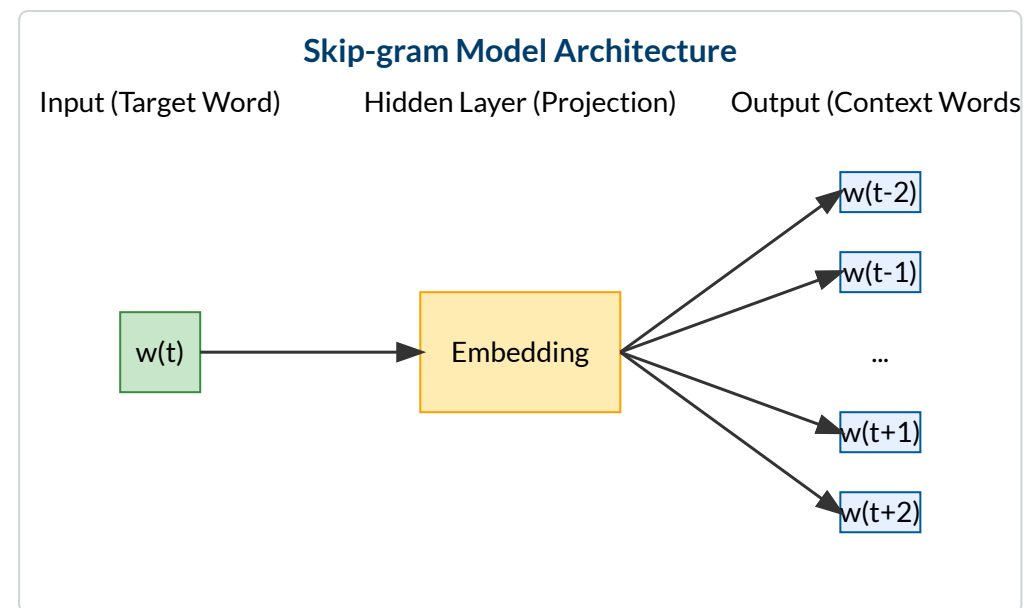 Skip-gram Model Architecture
Input (Target Word)
Hidden Layer (Projection)
Output (Context Words
w(t-2)
w(t-1)
w(t)
Embedding
...
w(t+1)
w(t+2)